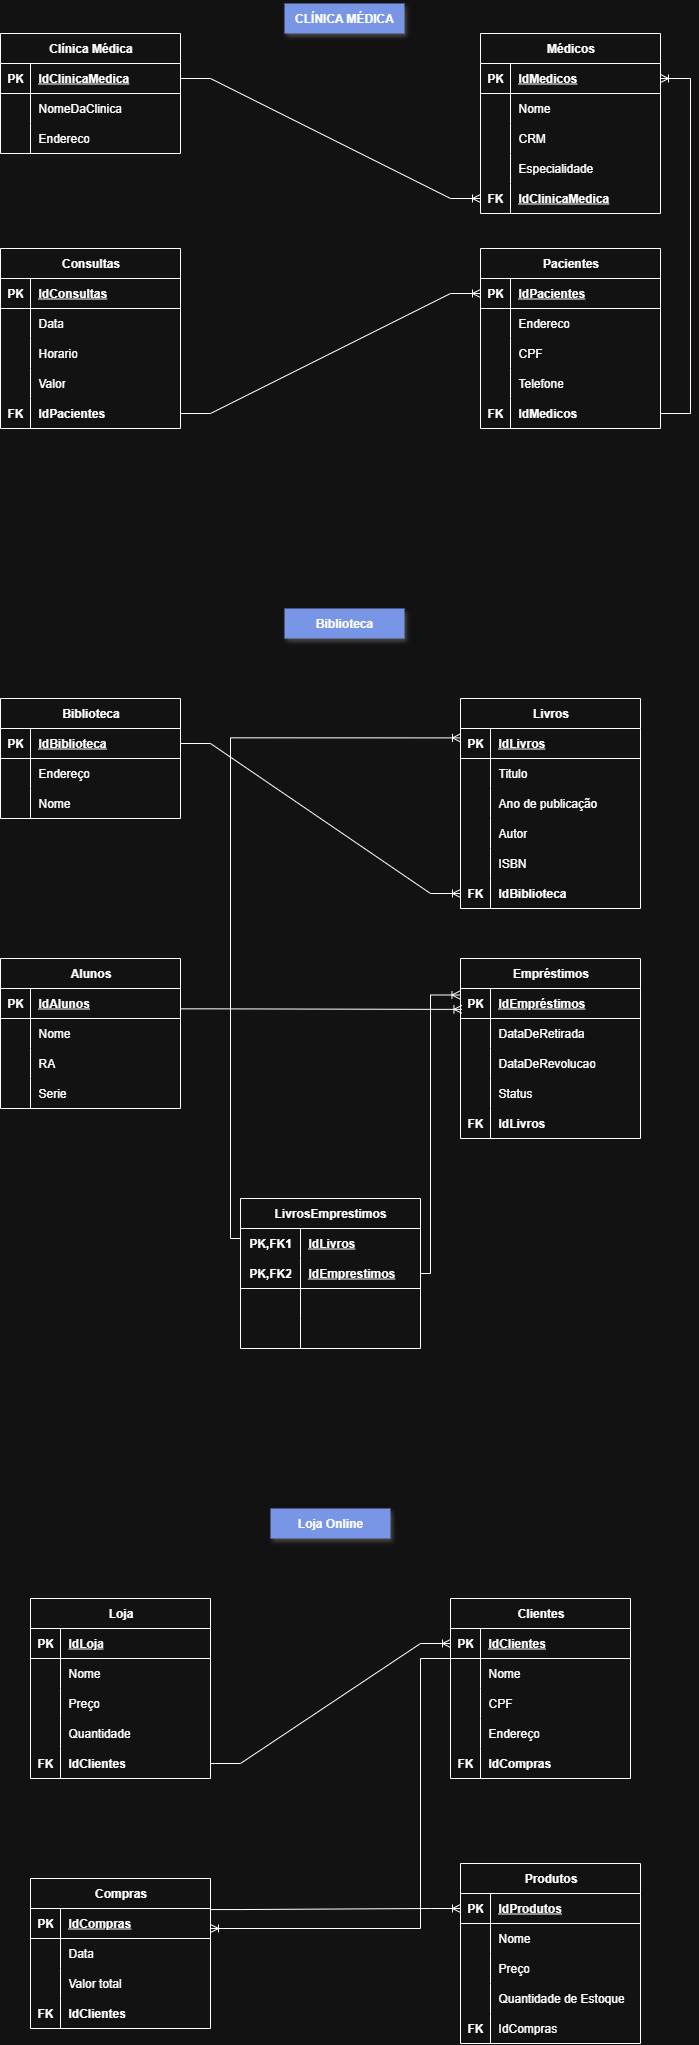 CLÍNICA MÉDICA
Clínica Médica
PK IdClinicaMedica
NomeDaClinica
Endereco
Médicos
PK IdMedicos
Nome
CRM
Especialidade
FK IdClinicaMedica
Consultas
PK IdConsultas
Data
Horario
Valor
FK IdPacientes
Pacientes
PK IdPacientes
Endereco
CPF
Telefone
FK IdMedicos
Biblioteca
Biblioteca
PK IdBiblioteca
Endereço
Nome
Livros
PK IdLivros
Titulo
Ano de publicação
Autor
ISBN
FK IdBiblioteca
Alunos
PK IdAlunos
Nome
RA
Serie
Empréstimos
PK IdEmpréstimos
DataDeRetirada
DataDeRevolucao
Status
FK IdLivros
LivrosEmprestimos
PK,FK1 IdLivros
PK,FK2 IdEmprestimos
Loja Online
Loja
PK IdLoja
Nome
Preço
Quantidade
FK IdClientes
Clientes
PK IdClientes
Nome
CPF
Endereço
FK IdCompras
Compras
PK IdCompras
Data
Valor total
FK IdClientes
Produtos
PK IdProdutos
Nome
Preço
Quantidade de Estoque
FK IdCompras